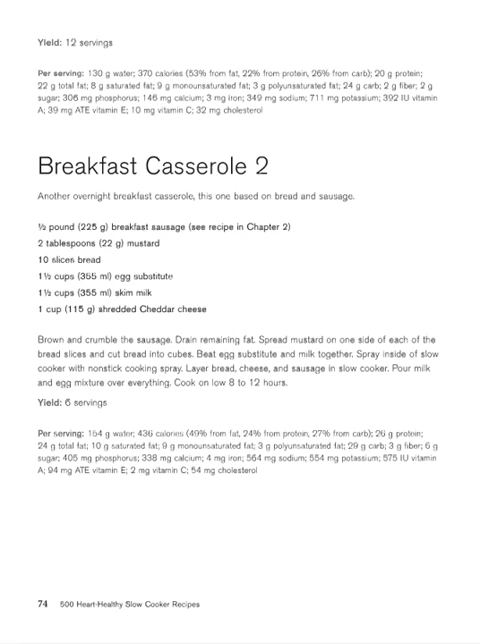 Yield: 12 servings
Per serving: 130 g water; 370 calories (53% from fat, 22% from protein, 26% from carb); 20 g protein;
22 g total fat; 8 g saturated fat; 9 g monounsaturated fat; 3 g polyunsaturated fat; 24 g carb; 2 g fiber; 2 g
sugar; 306 mg phosphorus; 146 mg calcium; 3 mg iron; 349 mg sodium; 711 mg potassium; 392 IU vitamin
A; 39 mg ATE vitamin E; 10 mg vitamin C; 32 mg cholesterol
Breakfast Casserole 2
Another overnight breakfast casserole, this one based on bread and sausage.
½ pound (225 g) breakfast sausage (see recipe in Chapter 2)
2 tablespoons (22 g) mustard
10 slices bread
1½ cups (355 ml) egg substitute
1½ cups (355 ml) skim milk
1 cup (115 g) shredded Cheddar cheese
Brown and crumble the sausage. Drain remaining fat. Spread mustard on one side of each of the
bread slices and cut bread into cubes. Beat egg substitute and milk together. Spray inside of slow
cooker with nonstick cooking spray. Layer bread, cheese, and sausage in slow cooker. Pour milk
and egg mixture over everything. Cook on low 8 to 12 hours.
Yield: 6 servings
Per serving: 154 g water; 436 calories (49% from fat, 24% from protein, 27% from carb); 26 g protein;
24 g total fat; 10 g saturated fat; 9 g monounsaturated fat; 3 g polyunsaturated fat; 29 g carb; 3 g fiber; 6 g
sugar; 405 mg phosphorus; 338 mg calcium; 4 mg iron; 564 mg sodium; 554 mg potassium; 575 IU vitamin
A; 94 mg ATE vitamin E; 2 mg vitamin C; 54 mg cholesterol
74 500 Heart-Healthy Slow Cooker Recipes